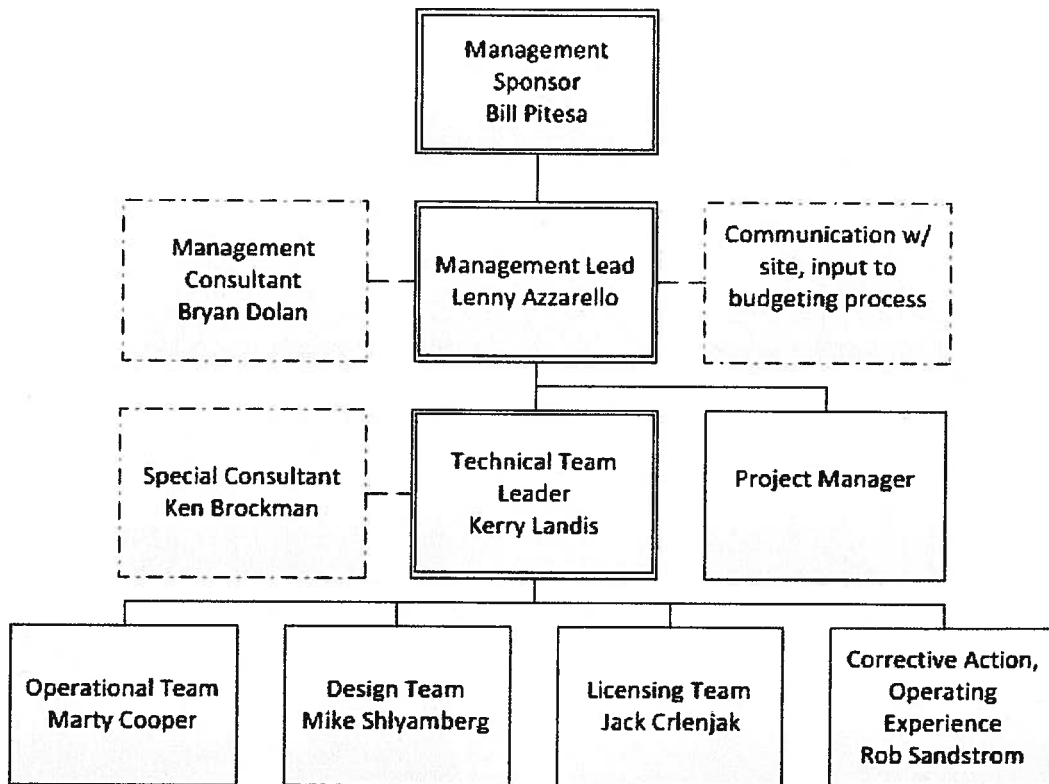 Management
Sponsor
Bill Pitesa
Management
Consultant
Bryan Dolan
Management Lead
Lenny Azzarello
Communication w/
site, input to
budgeting process
Special Consultant
Ken Brockman
Technical Team
Leader
Kerry Landis
Project Manager
Operational Team
Marty Cooper
Design Team
Mike Shlyamberg
Licensing Team
Jack Crlenjak
Corrective Action,
Operating
Experience
Rob Sandstrom